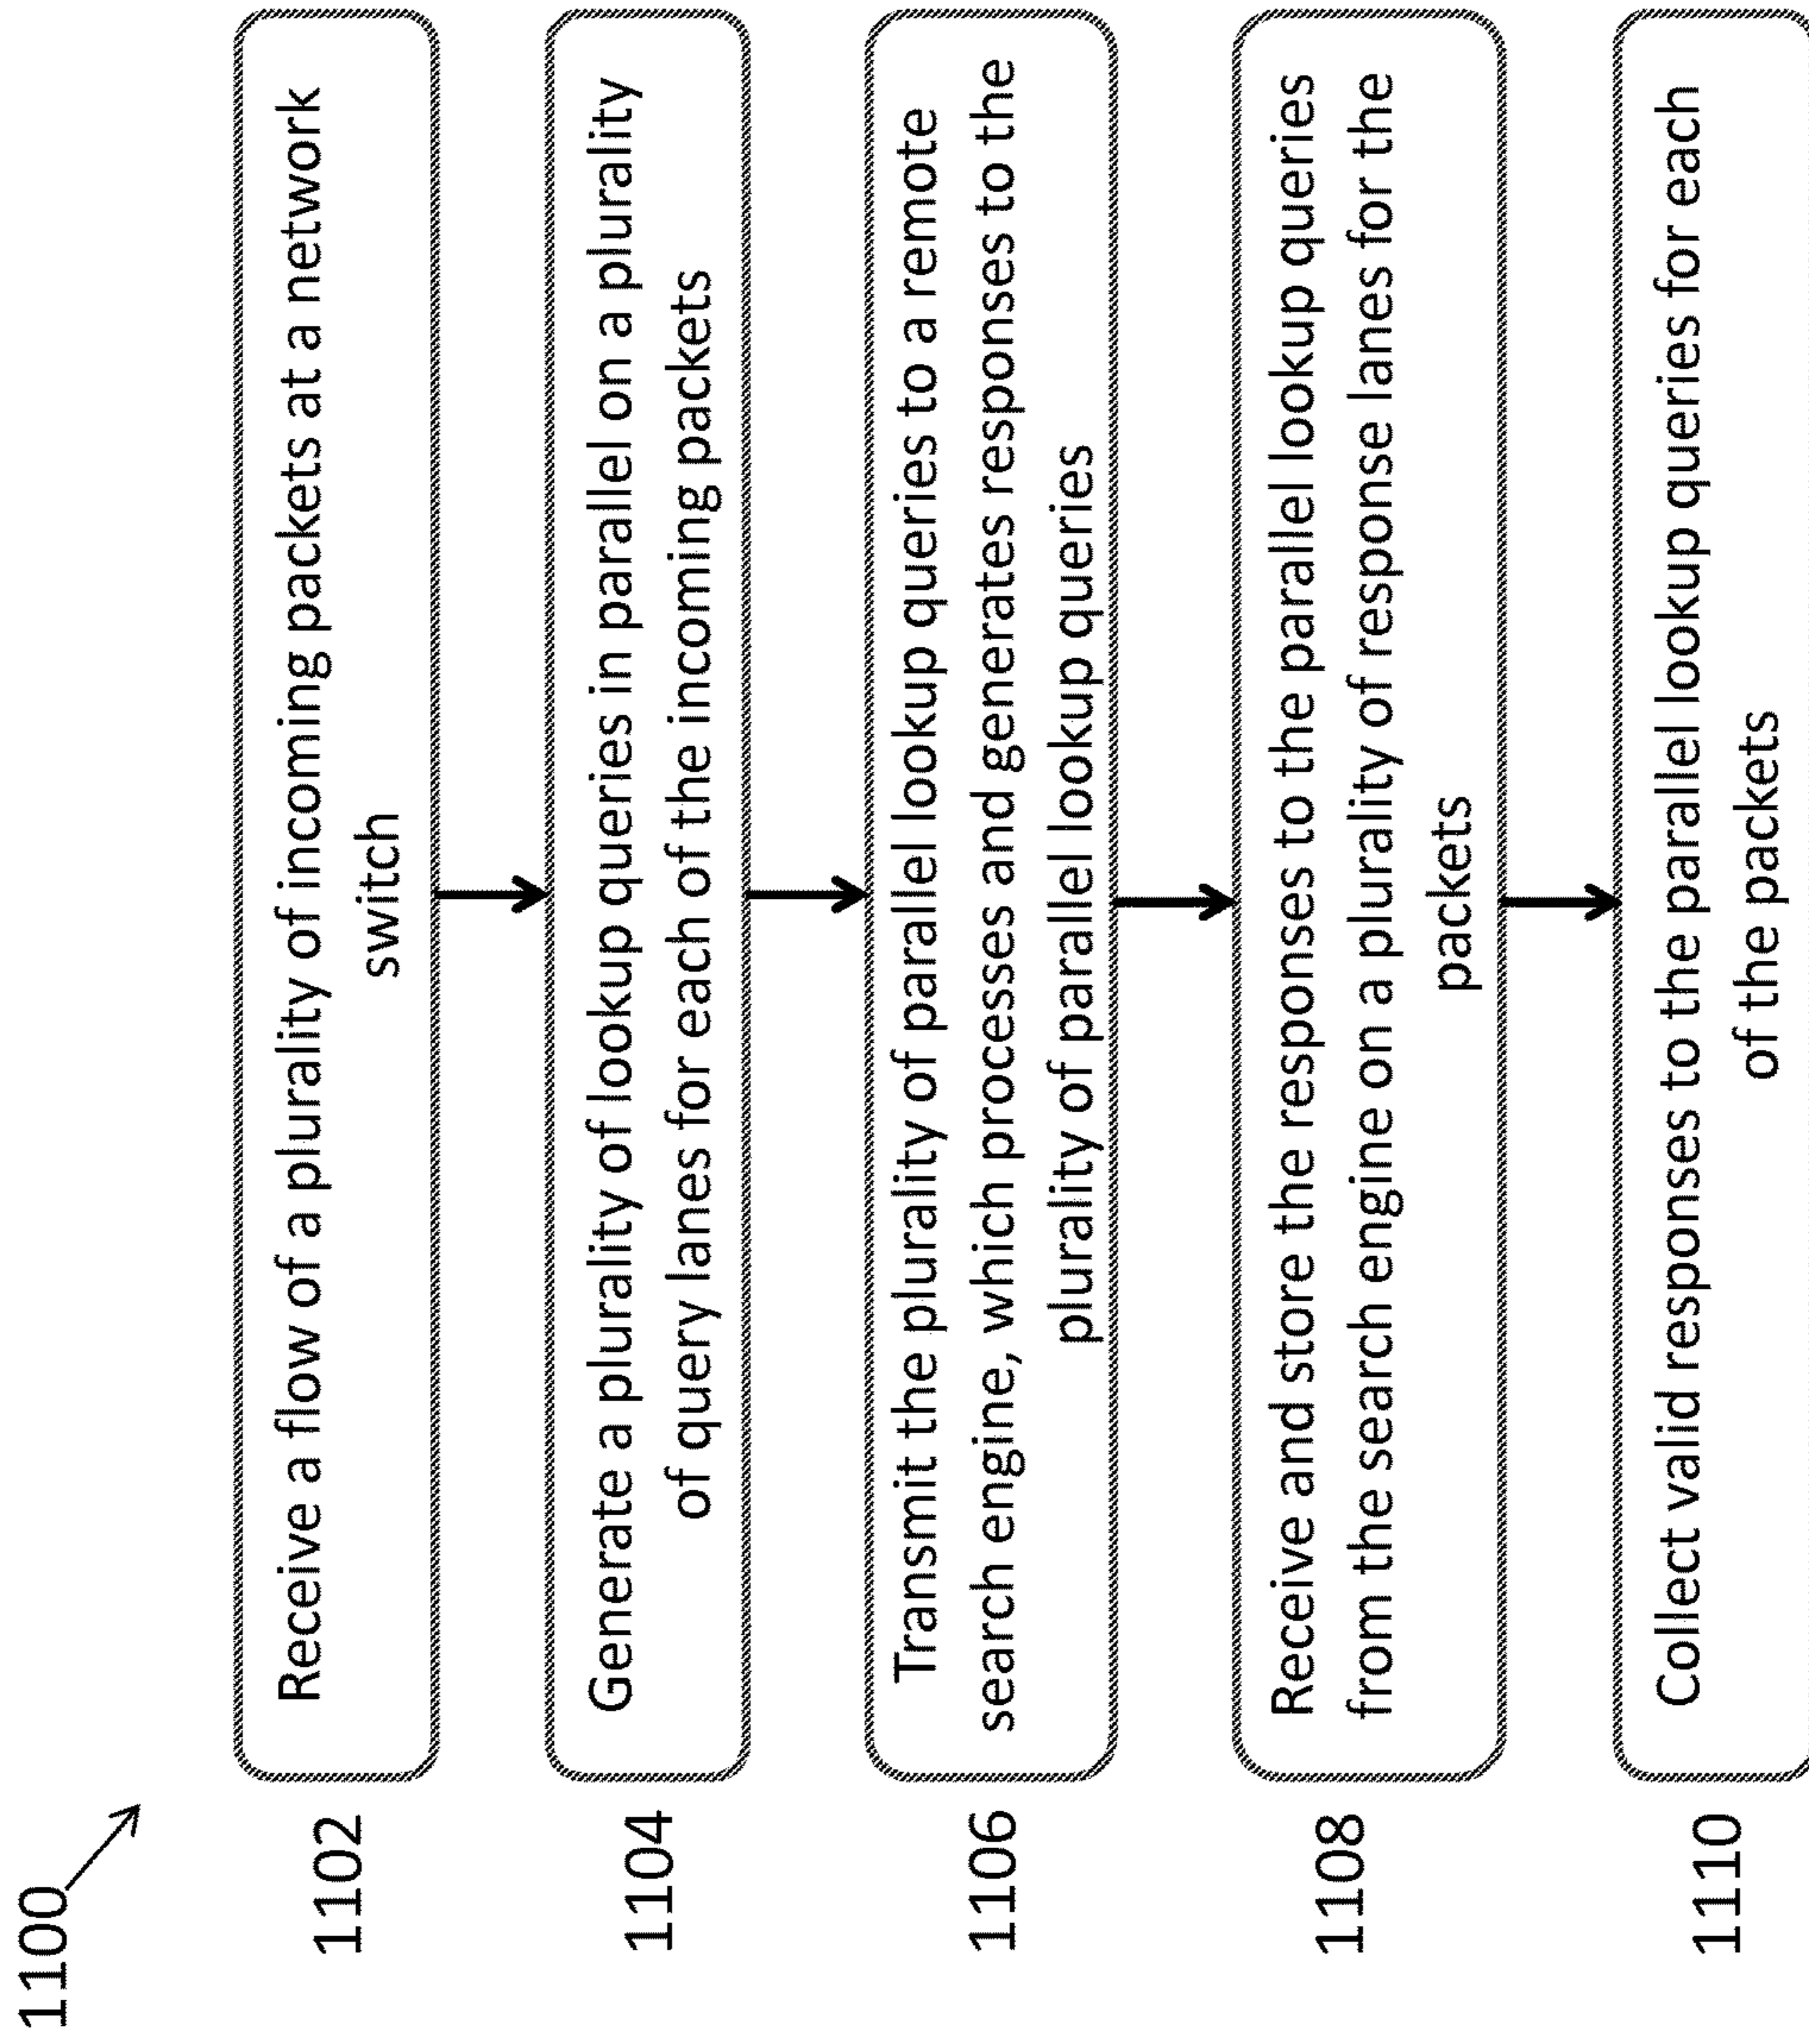 1100
1102
Receive a flow of a plurality of incoming packets at a network
switch
1104
Generate a plurality of lookup queries in parallel on a plurality
of query lanes for each of the incoming packets
1106
Transmit the plurality of parallel lookup queries to a remote
search engine, which processes and generates responses to the
plurality of parallel lookup queries
1108
Receive and store the responses to the parallel lookup queries
from the search engine on a plurality of response lanes for the
packets
1110
Collect valid responses to the parallel lookup queries for each
of the packets